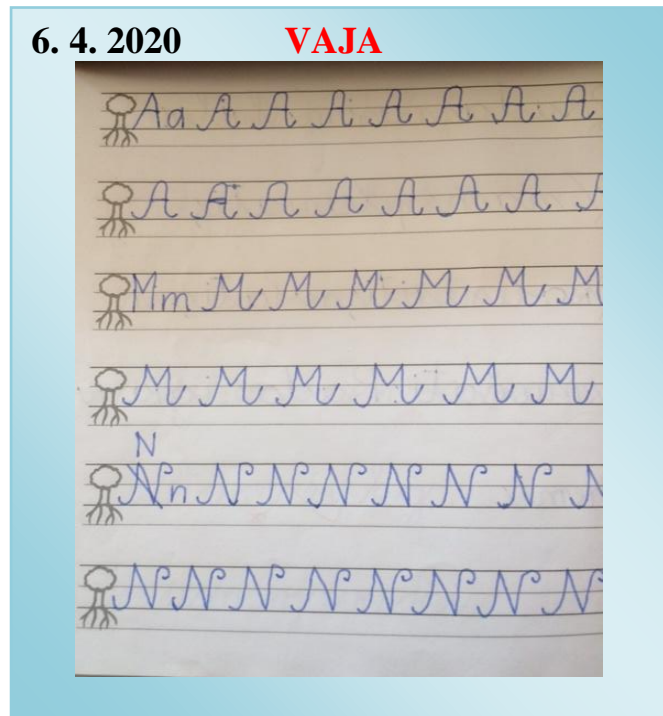 6. 4. 2020 VAJA
Aa A A A A A A A
A A A A A A A A
Mm M M M M M M
M M M M M M
N
Nn N N N N N N N
N N N N N N N N